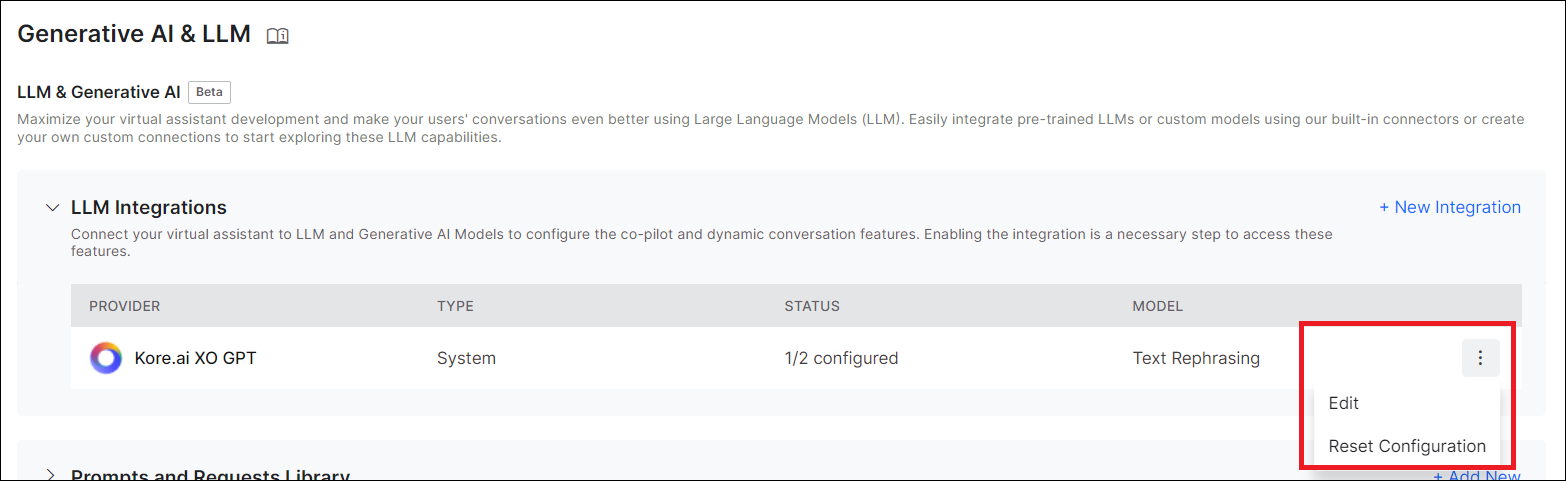 Generative AI & LLM
LLM & Generative AI Beta
Maximize your virtual assistant development and make your users' conversations even better using Large Language Models (LLM). Easily integrate pre-trained LLMs or custom models using our built-in connectors or create
your own custom connections to start exploring these LLM capabilities.
LLM Integrations
+ New Integration
Connect your virtual assistant to LLM and Generative AI Models to configure the co-pilot and dynamic conversation features. Enabling the integration is a necessary step to access these
features.
PROVIDER TYPE STATUS MODEL
Kore.ai XO GPT System 1/2 configured Text Rephrasing
Edit
Reset Configuration
Prompts and Requests Library
+ Add New